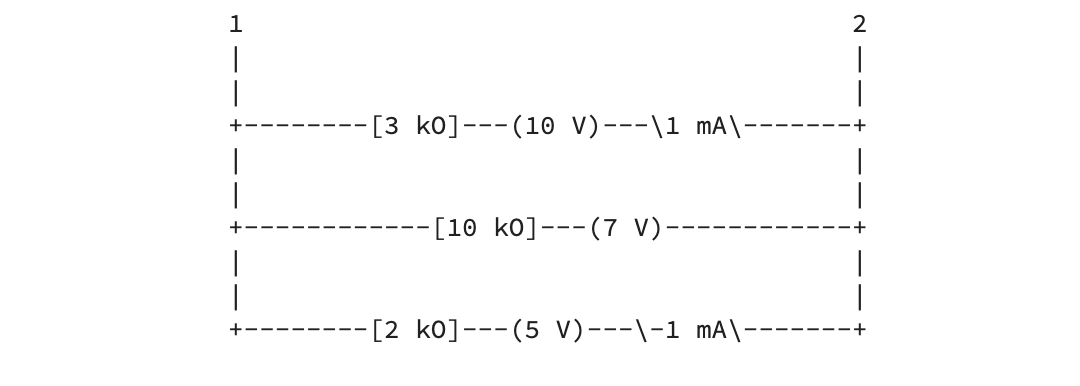 1 2
[3 kO]---(10 V)---\1 mA\
[10 kO]---(7 V)
[2 kO]---(5 V)---\-1 mA\